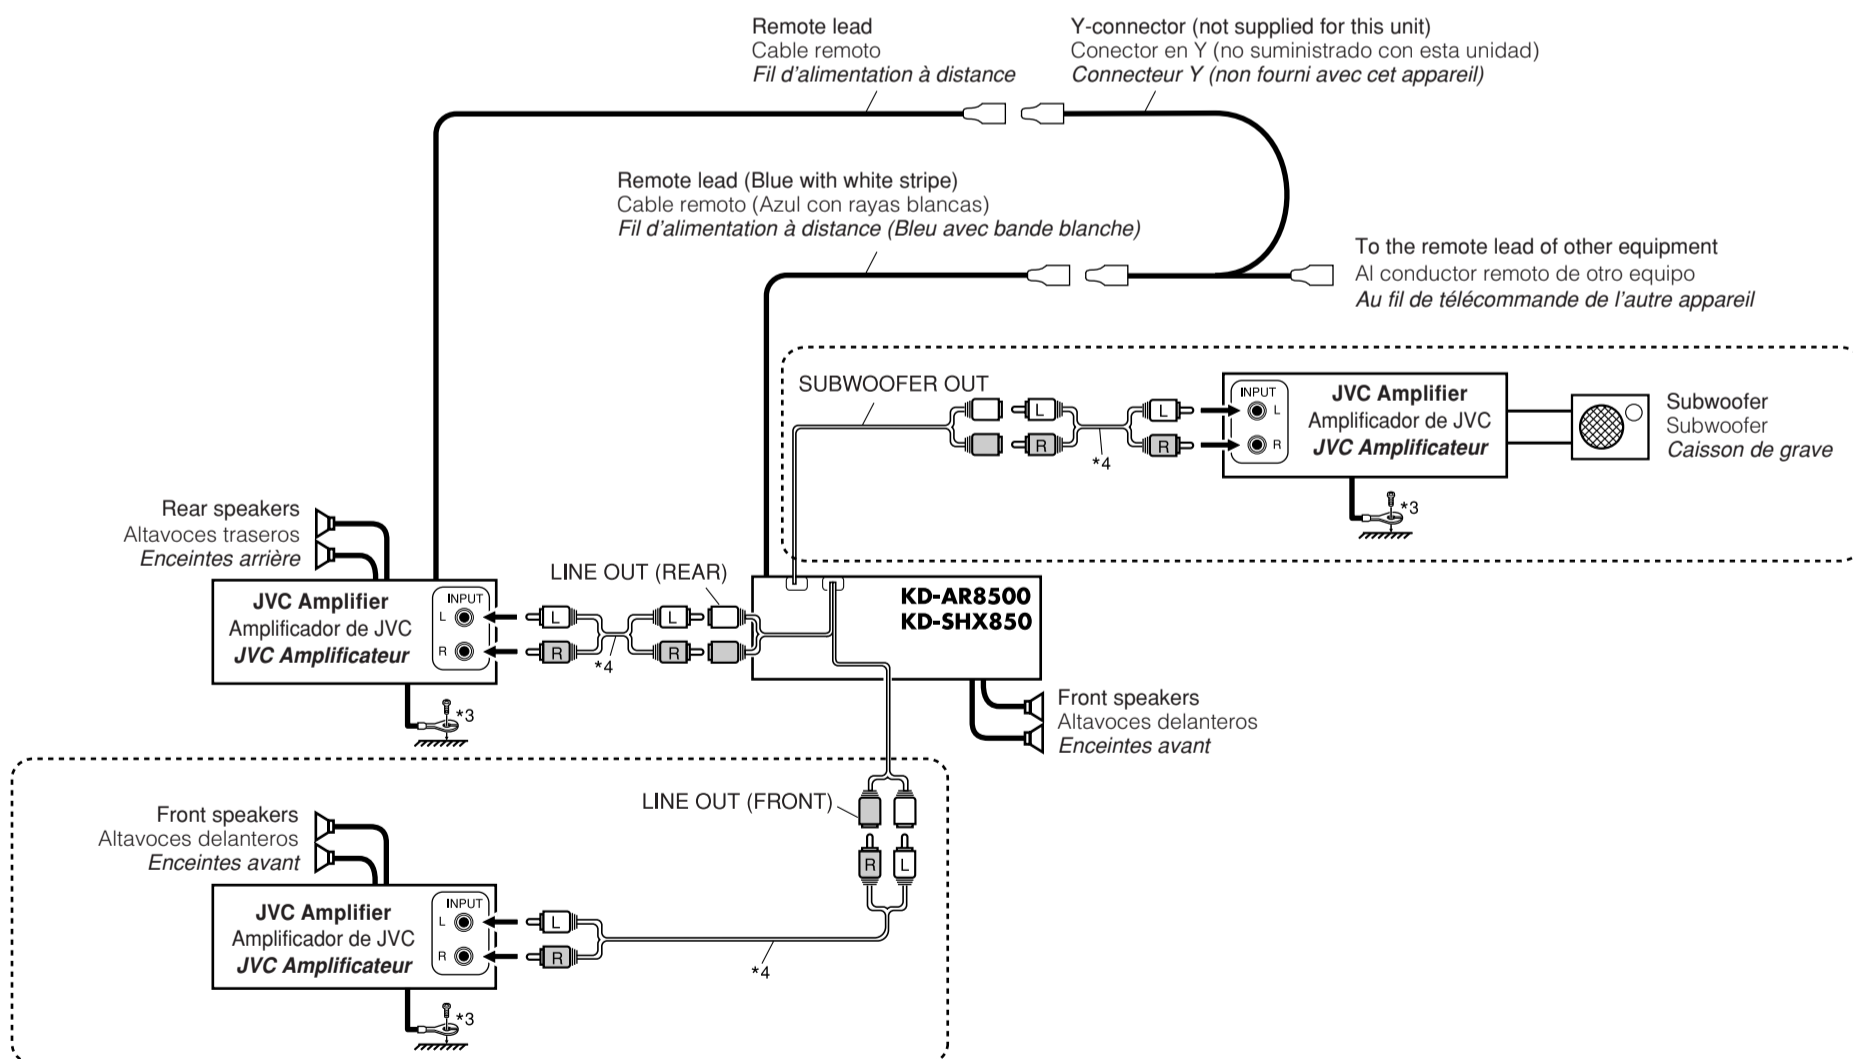 Remote lead
Cable remoto
Fil d'alimentation à distance
Y-connector (not supplied for this unit)
Conector en Y (no suministrado con esta unidad)
Connecteur Y (non fourni avec cet appareil)
Remote lead (Blue with white stripe)
Cable remoto (Azul con rayas blancas)
Fil d'alimentation à distance (Bleu avec bande blanche)
To the remote lead of other equipment
Al conductor remoto de otro equipo
Au fil de télécommande de l'autre appareil
SUBWOOFER OUT
L
R
*4
L
R
INPUT
L
R
JVC Amplifier
Amplificador de JVC
JVC Amplificateur
Subwoofer
Subwoofer
Caisson de grave
*3
Rear speakers
Altavoces traseros
Enceintes arrière
JVC Amplifier
Amplificador de JVC
JVC Amplificateur
INPUT
L
R
*3
LINE OUT (REAR)
L
R
*4
L
R
KD-AR8500
KD-SHX850
Front speakers
Altavoces delanteros
Enceintes avant
LINE OUT (FRONT)
R
L
Front speakers
Altavoces delanteros
Enceintes avant
JVC Amplifier
Amplificador de JVC
JVC Amplificateur
INPUT
L
R
L
R
*4
*3